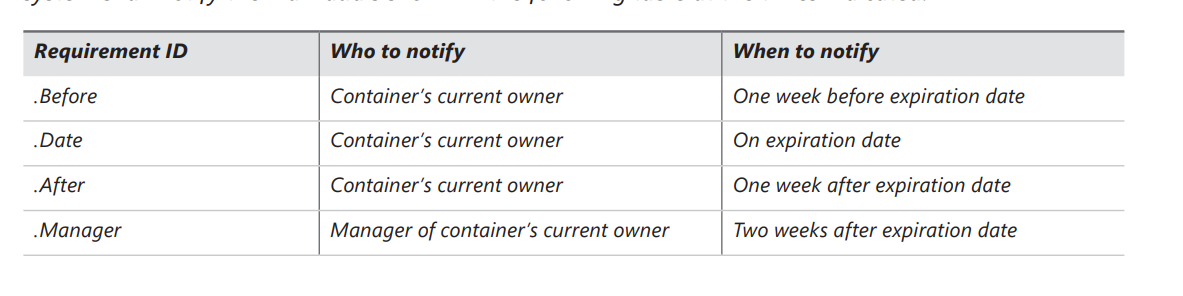 Requirement ID Who to notify When to notify
.Before Container's current owner One week before expiration date
.Date Container's current owner On expiration date
.After Container's current owner One week after expiration date
.Manager Manager of container's current owner Two weeks after expiration date